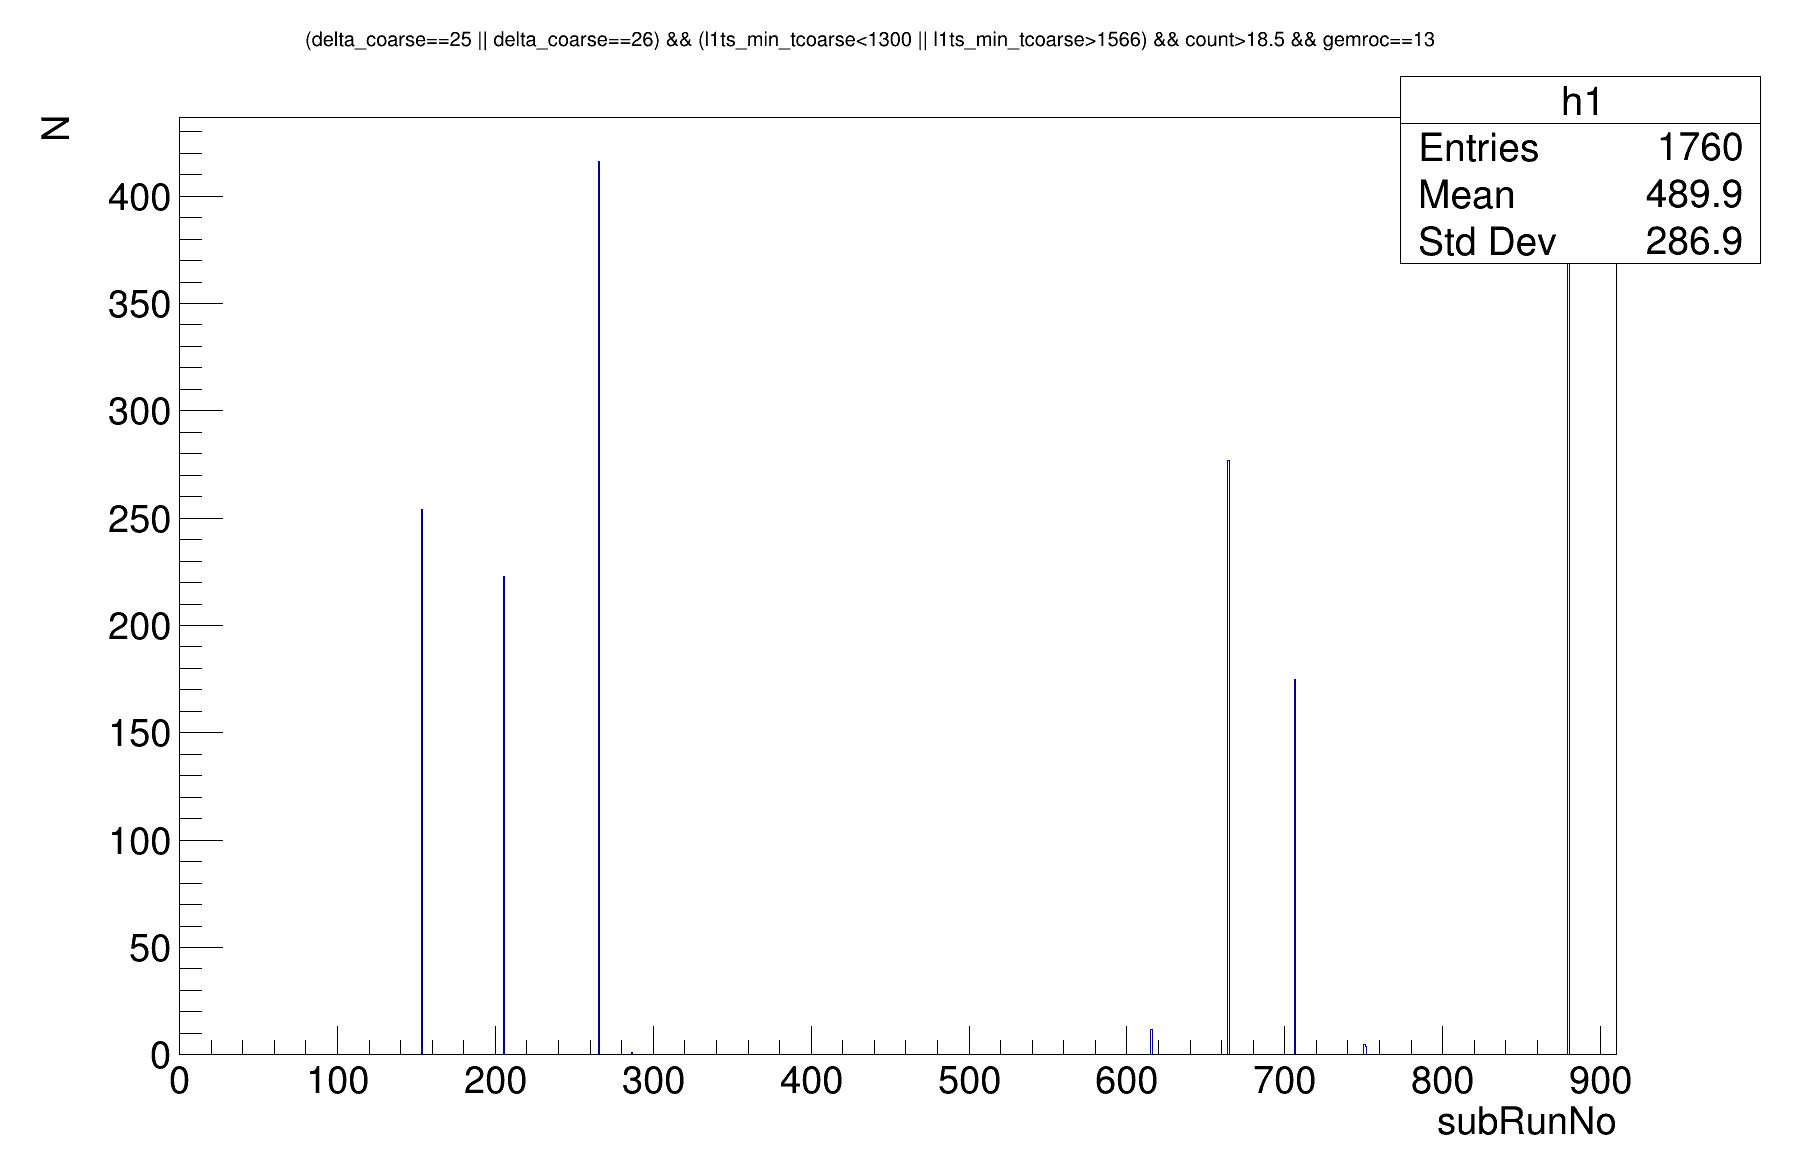 (delta_coarse==25 || delta_coarse==26) && (l1ts_min_tcoarse<1300 || l1ts_min_tcoarse>1566) && count>18.5 && gemroc==13
N
h1
Entries 1760
Mean 489.9
Std Dev 286.9
400
350
300
250
200
150
100
50
0
0 100 200 300 400 500 600 700 800 900
subRunNo